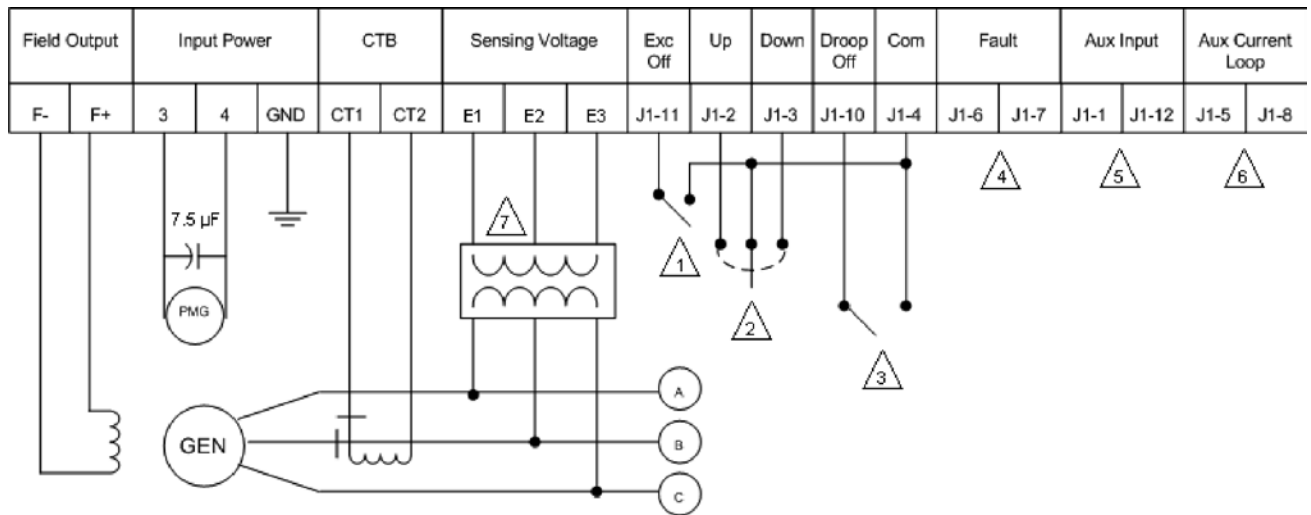 Field Output Input Power CTB Sensing Voltage Exc Off Up Down Droop Off Com Fault Aux Input Aux Current Loop
F- F+ 3 4 GND CT1 CT2 E1 E2 E3 J1-11 J1-2 J1-3 J1-10 J1-4 J1-6 J1-7 J1-1 J1-12 J1-5 J1-8
4 5 6
7.5 µF
7
1
PMG
2
3
A
GEN
B
C